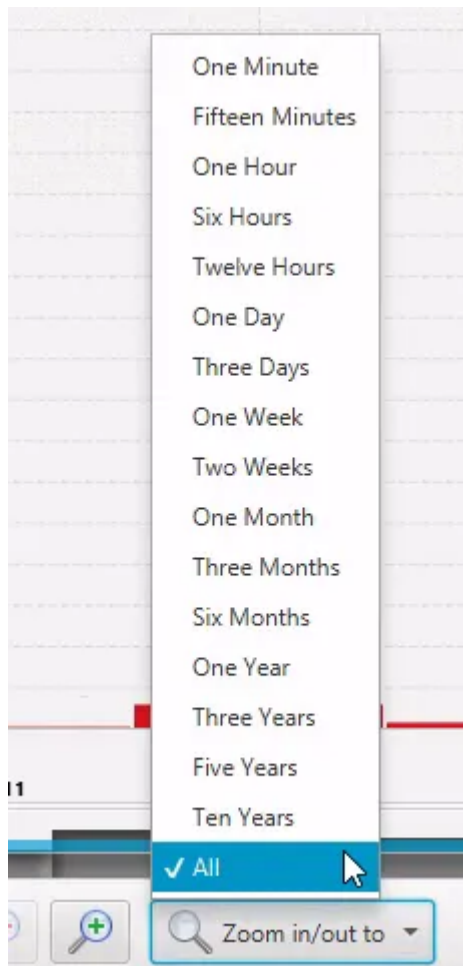 One Minute
Fifteen Minutes
One Hour
Six Hours
Twelve Hours
One Day
Three Days
One Week
Two Weeks
One Month
Three Months
Six Months
One Year
Three Years
Five Years
Ten Years
11
All
Zoom in/out to